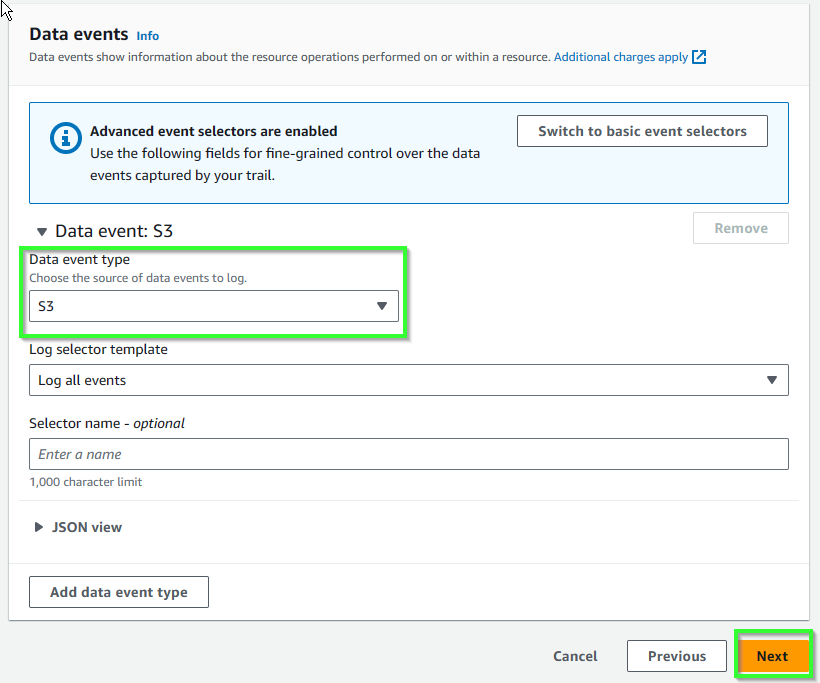 Data events Info
Data events show information about the resource operations performed on or within a resource. Additional charges apply
Advanced event selectors are enabled
Use the following fields for fine-grained control over the data
events captured by your trail.
Switch to basic event selectors
Data event: S3
Remove
Data event type
Choose the source of data events to log.
S3
Log selector template
Log all events
Selector name - optional
Enter a name
1,000 character limit
JSON view
Add data event type
Cancel
Previous
Next